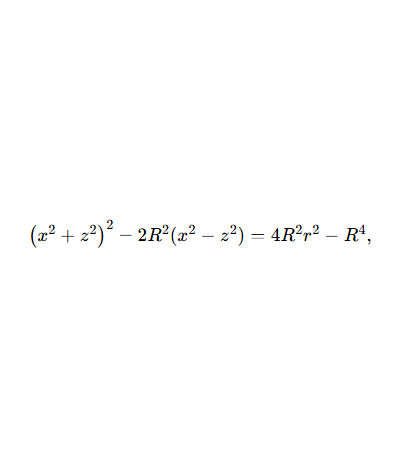 (x² + z²)² − 2R²(x² − z²) = 4R²r² − R⁴,